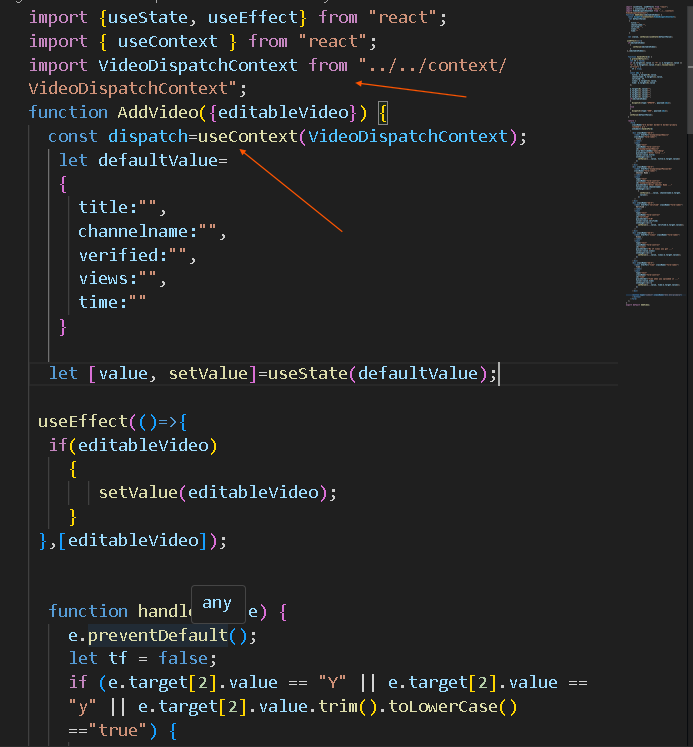 import {useState, useEffect} from "react";
import { useContext } from "react";
import VideoDispatchContext from "../../context/
VideoDispatchContext";
function AddVideo({editableVideo}) {
const dispatch=useContext(VideoDispatchContext);
let defaultValue=
{
title:"",
channelname:"",
verified:"",
views:"",
time:""
}
let [value, setValue]=useState(defaultValue);
useEffect(()=>{
if(editableVideo)
{
setValue(editableVideo);
}
},[editableVideo]);
any
function e) {
e.preventDefault();
let tf = false;
if (e.target[2].value == "Y" || e.target[2].value ==
"y" || e.target[2].value.trim().toLowerCase()
=="true") {